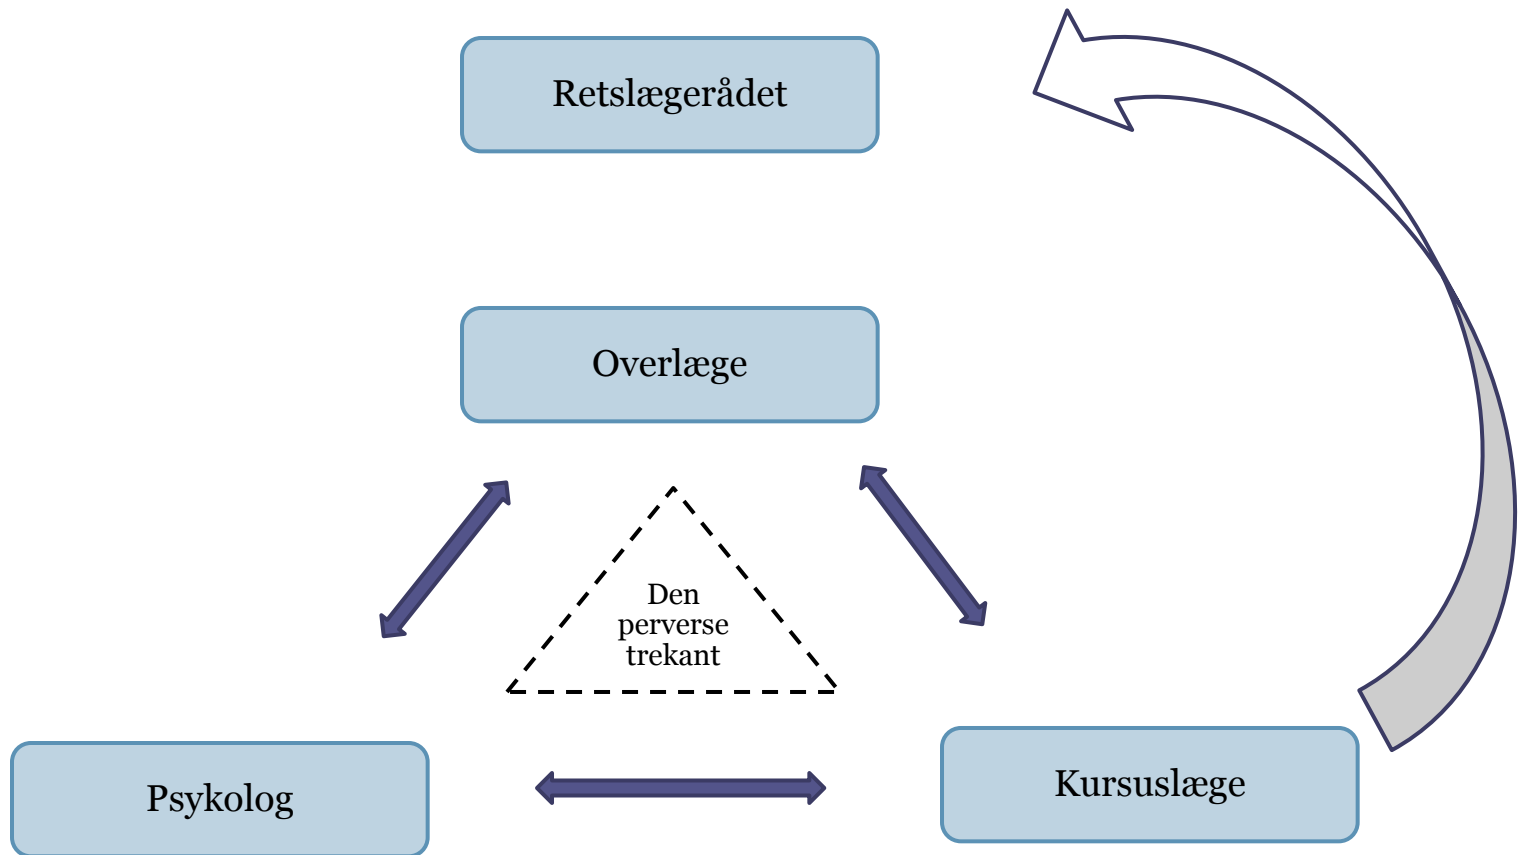 Retslægerådet
Overlæge
Den
perverse
trekant
Psykolog
Kursuslæge